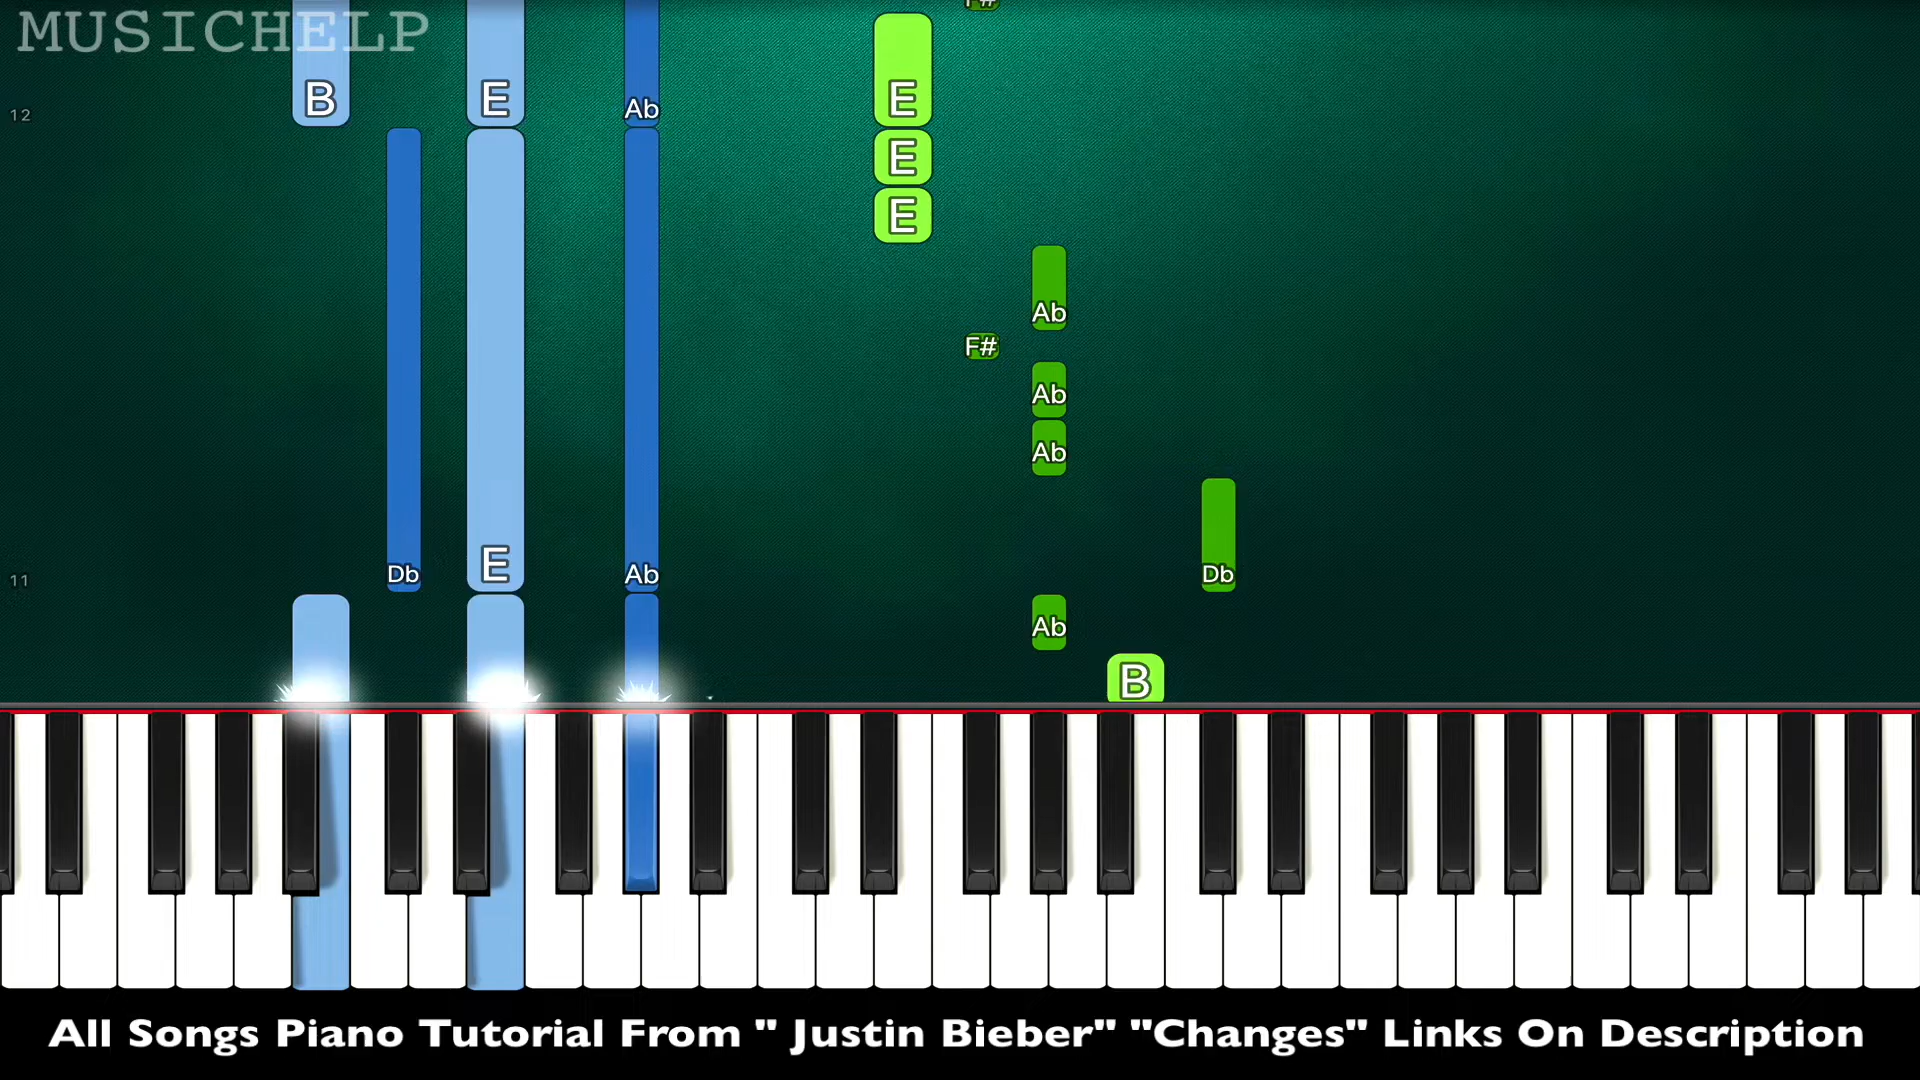 F#
MUSICHELP
B E Ab E
12
E
E
Ab
F#
Ab
Ab
Db E Ab Db
11
Ab
B
All Songs Piano Tutorial From " Justin Bieber" "Changes" Links On Description